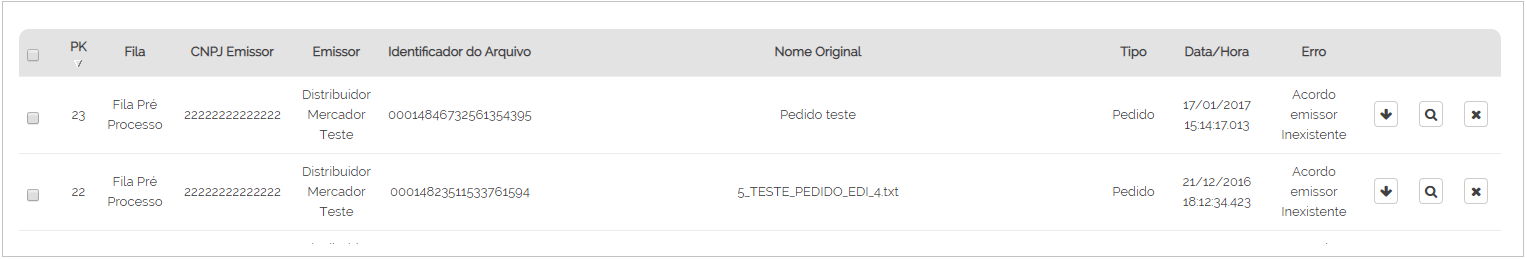 PK Fila CNPJ Emissor Emissor Identificador do Arquivo Nome Original Tipo Data/Hora Erro
23 Fila Pré Processo 22222222222222 Distribuidor Mercador Teste 00014846732561354395 Pedido teste Pedido 17/01/2017 15:14:17.013 Acordo emissor Inexistente
22 Fila Pré Processo 22222222222222 Distribuidor Mercador Teste 00014823511533761594 5_TESTE_PEDIDO_EDI_4.txt Pedido 21/12/2016 18:12:34.423 Acordo emissor Inexistente